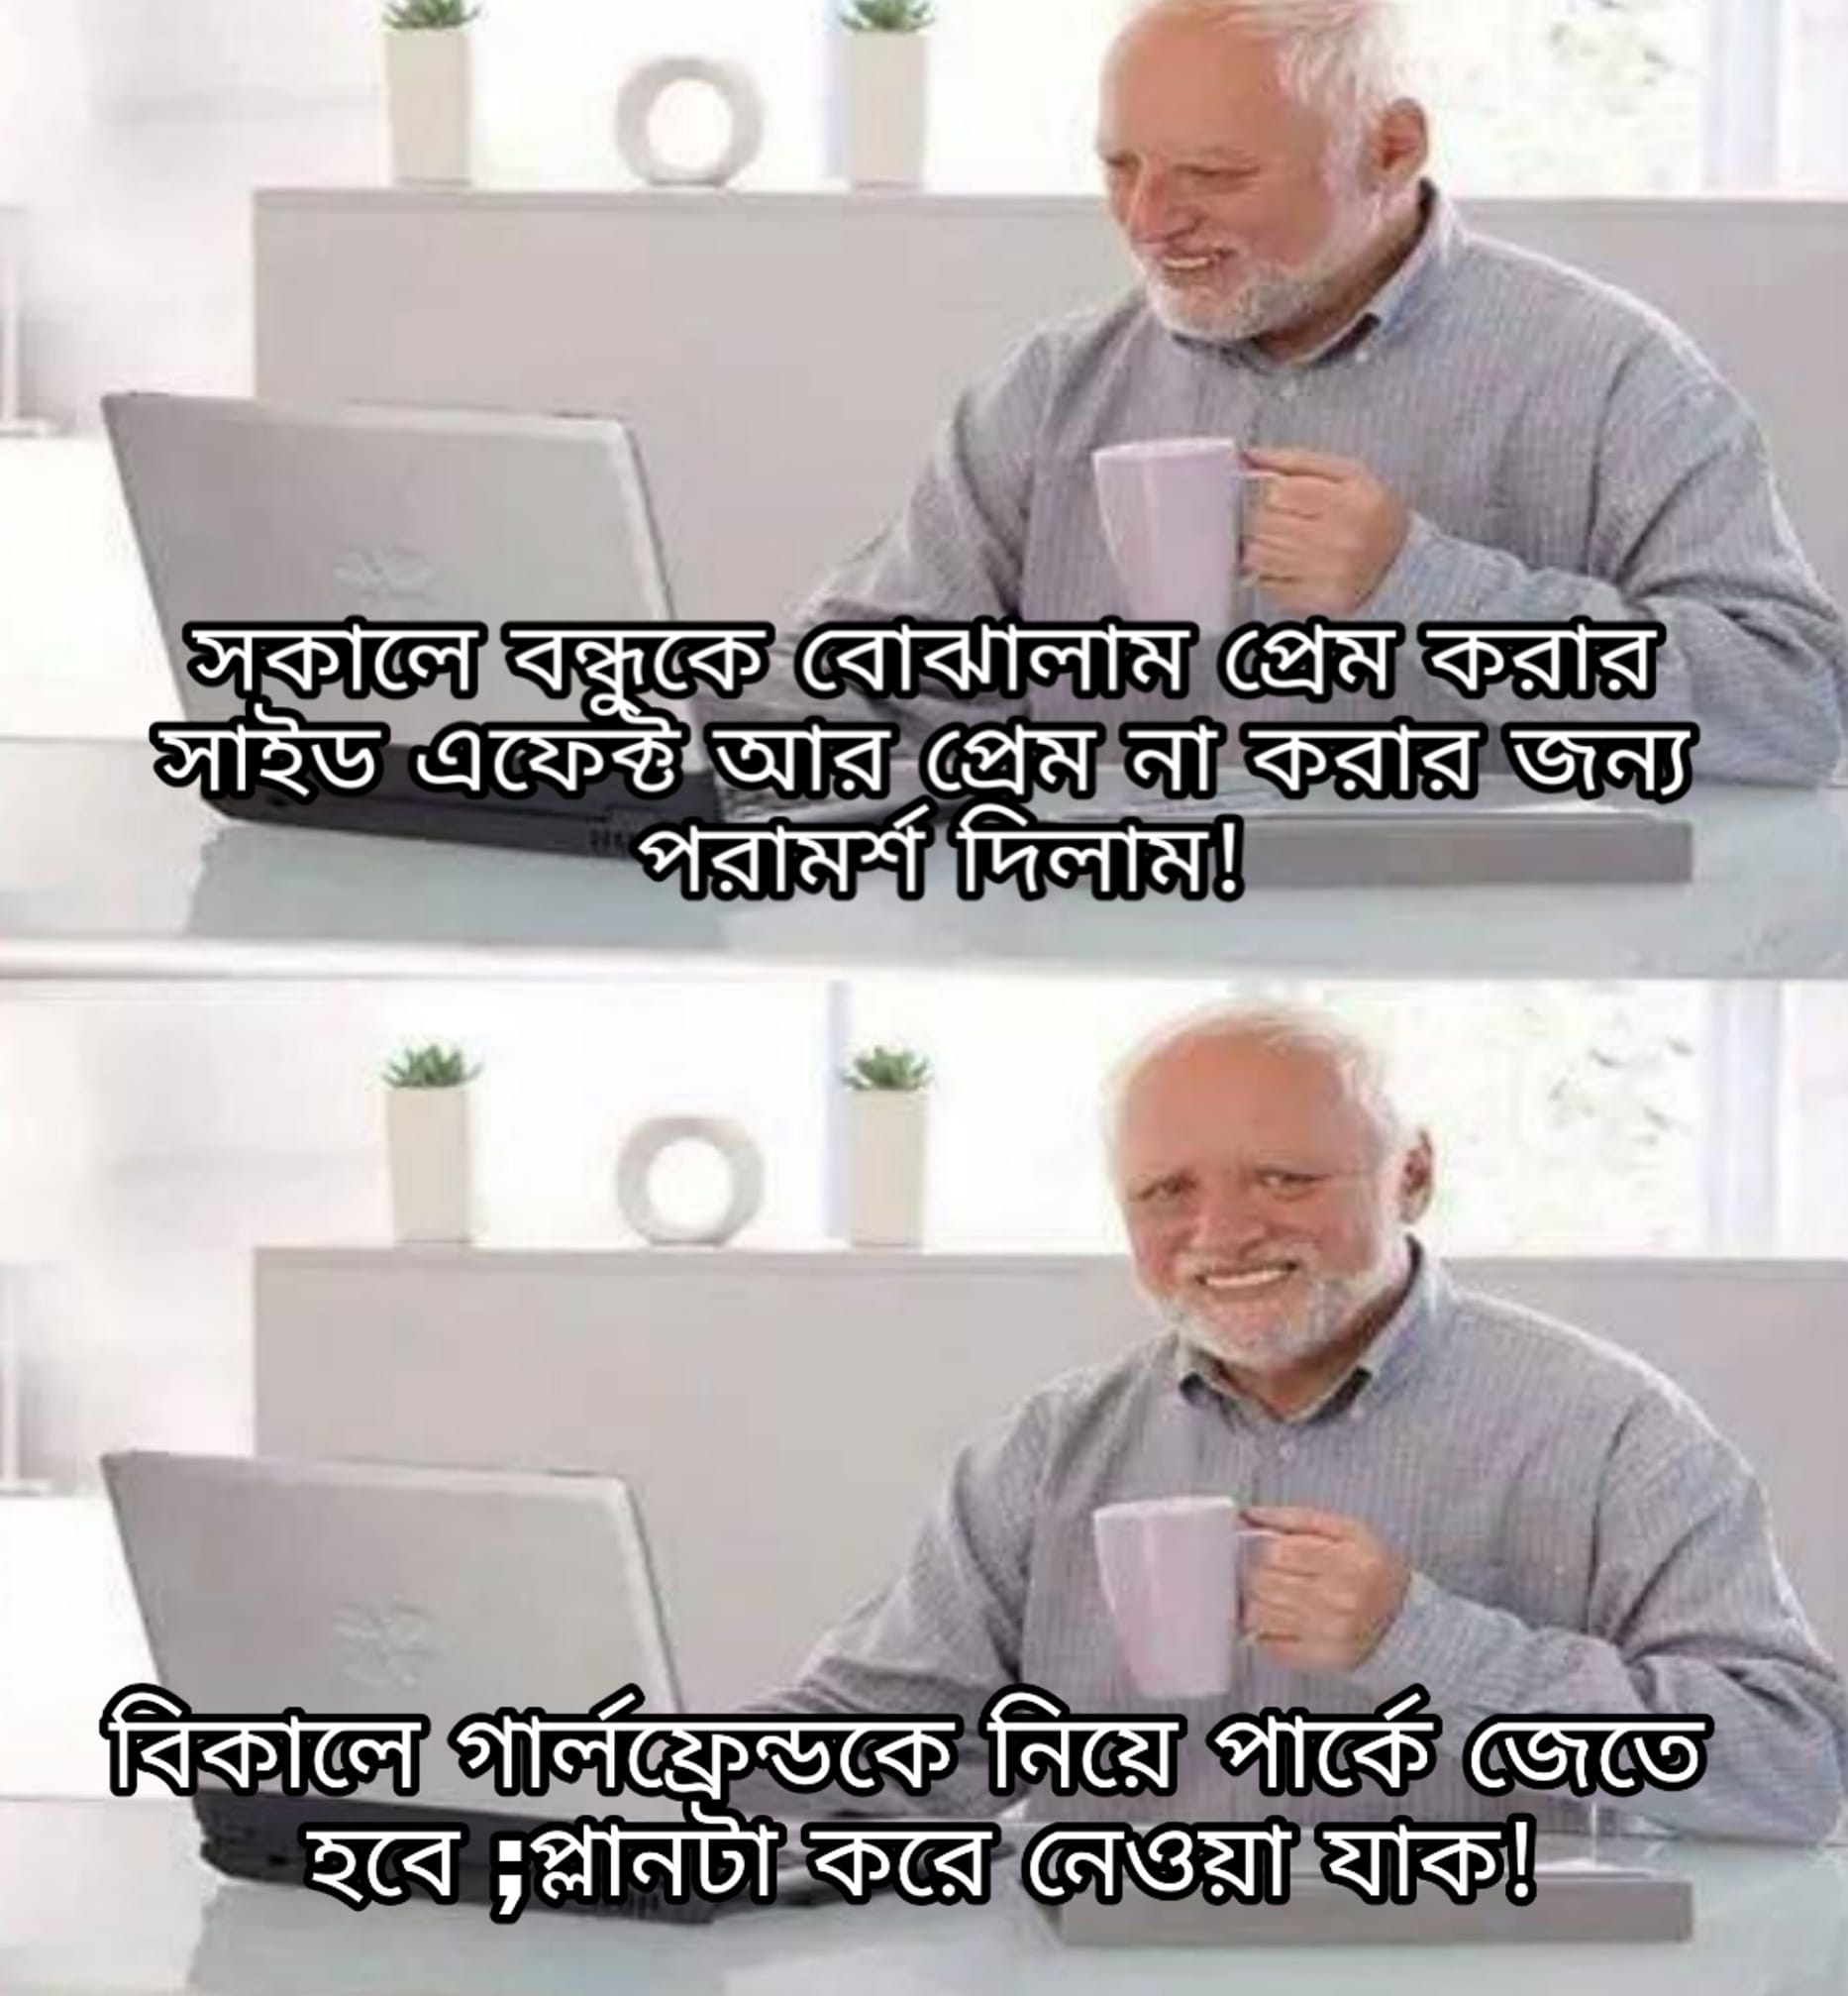 সকালে বন্ধুকে বোঝালাম প্রেম করার
সাইড এফেক্ট আর প্রেম না করার জন্য
পরামর্শ দিলাম!
বিকালে গার্লফ্রেন্ডকে নিয়ে পার্কে জেতে
হবে ;প্লানটা করে নেওয়া যাক!